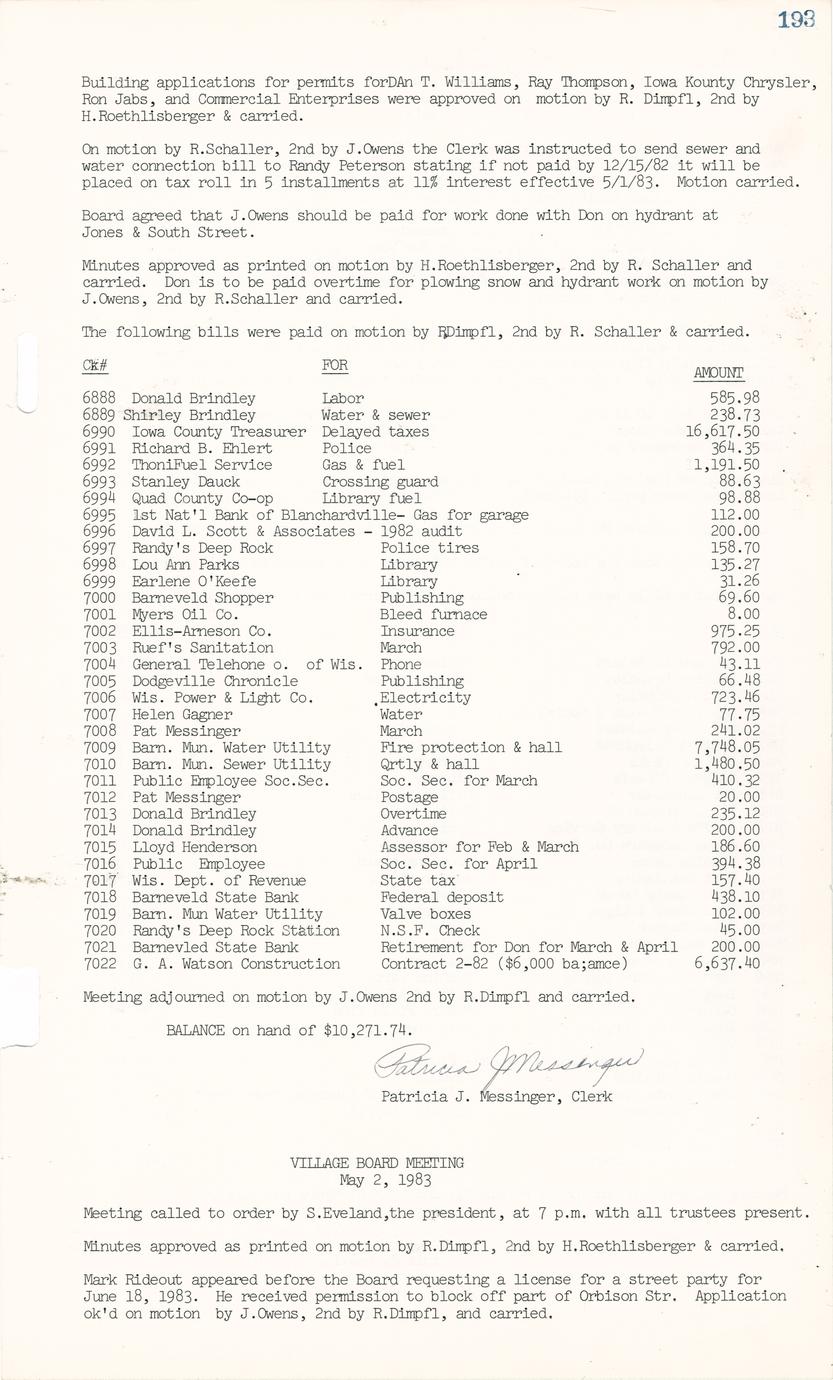 193
Building applications for permits forDAn T. Williams, Ray Thompson, Iowa Kounty Chrysler,
Ron Jabs, and Commercial Enterprises were approved on motion by R. Dimpfl, 2nd by
H.Roethlisberger & carried.
On motion by R.Schaller, 2nd by J.Owens the Clerk was instructed to send sewer and
water connection bill to Randy Peterson stating if not paid by 12/15/82 it will be
placed on tax roll in 5 installments at 11% interest effective 5/1/83. Motion carried.
Board agreed that J.Owens should be paid for work done with Don on hydrant at
Jones & South Street.
Minutes approved as printed on motion by H.Roethlisberger, 2nd by R. Schaller and
carried. Don is to be paid overtime for plowing snow and hydrant work on motion by
J.Owens, 2nd by R.Schaller and carried.
The following bills were paid on motion by RDimpfl, 2nd by R. Schaller & carried.
CK# FOR AMOUNT
6888 Donald Brindley Labor 585.98
6889 Shirley Brindley Water & sewer 238.73
6990 Iowa County Treasurer Delayed taxes 16,617.50
6991 Richard B. Ehlert Police 364.35
6992 ThoniFuel Service Gas & fuel 1,191.50
6993 Stanley Dauck Crossing guard 88.63
6994 Quad County Co-op Library fuel 98.88
6995 1st Nat'l Bank of Blanchardville- Gas for garage 112.00
6996 David L. Scott & Associates - 1982 audit 200.00
6997 Randy's Deep Rock Police tires 158.70
6998 Lou Ann Parks Library 135.27
6999 Earlene O'Keefe Library 31.26
7000 Barneveld Shopper Publishing 69.60
7001 Myers Oil Co. Bleed furnace 8.00
7002 Ellis-Arneson Co. Insurance 975.25
7003 Ruef's Sanitation March 792.00
7004 General Telehone o. of Wis. Phone 43.11
7005 Dodgeville Chronicle Publishing 66.48
7006 Wis. Power & Light Co. Electricity 723.46
7007 Helen Gagner Water 77.75
7008 Pat Messinger March 241.02
7009 Barn. Mun. Water Utility Fire protection & hall 7,748.05
7010 Barn. Mun. Sewer Utility Qrtly & hall 1,480.50
7011 Public Employee Soc.Sec. Soc. Sec. for March 410.32
7012 Pat Messinger Postage 20.00
7013 Donald Brindley Overtime 235.12
7014 Donald Brindley Advance 200.00
7015 Lloyd Henderson Assessor for Feb & March 186.60
7016 Public Employee Soc. Sec. for April 394.38
7017 Wis. Dept. of Revenue State tax 157.40
7018 Barneveld State Bank Federal deposit 438.10
7019 Barn. Mun Water Utility Valve boxes 102.00
7020 Randy's Deep Rock Station N.S.F. Check 45.00
7021 Barnevled State Bank Retirement for Don for March & April 200.00
7022 G. A. Watson Construction Contract 2-82 ($6,000 ba;amce) 6,637.40
Meeting adjourned on motion by J.Owens 2nd by R.Dimpfl and carried.
BALANCE on hand of $10,271.74.
Patricia J Messinger
Patricia J. Messinger, Clerk
VILLAGE BOARD MEETING
May 2, 1983
Meeting called to order by S.Eveland,the president, at 7 p.m. with all trustees present.
Minutes approved as printed on motion by R.Dimpfl, 2nd by H.Roethlisberger & carried.
Mark Rideout appeared before the Board requesting a license for a street party for
June 18, 1983. He received permission to block off part of Orbison Str. Application
ok'd on motion by J.Owens, 2nd by R.Dimpfl, and carried.